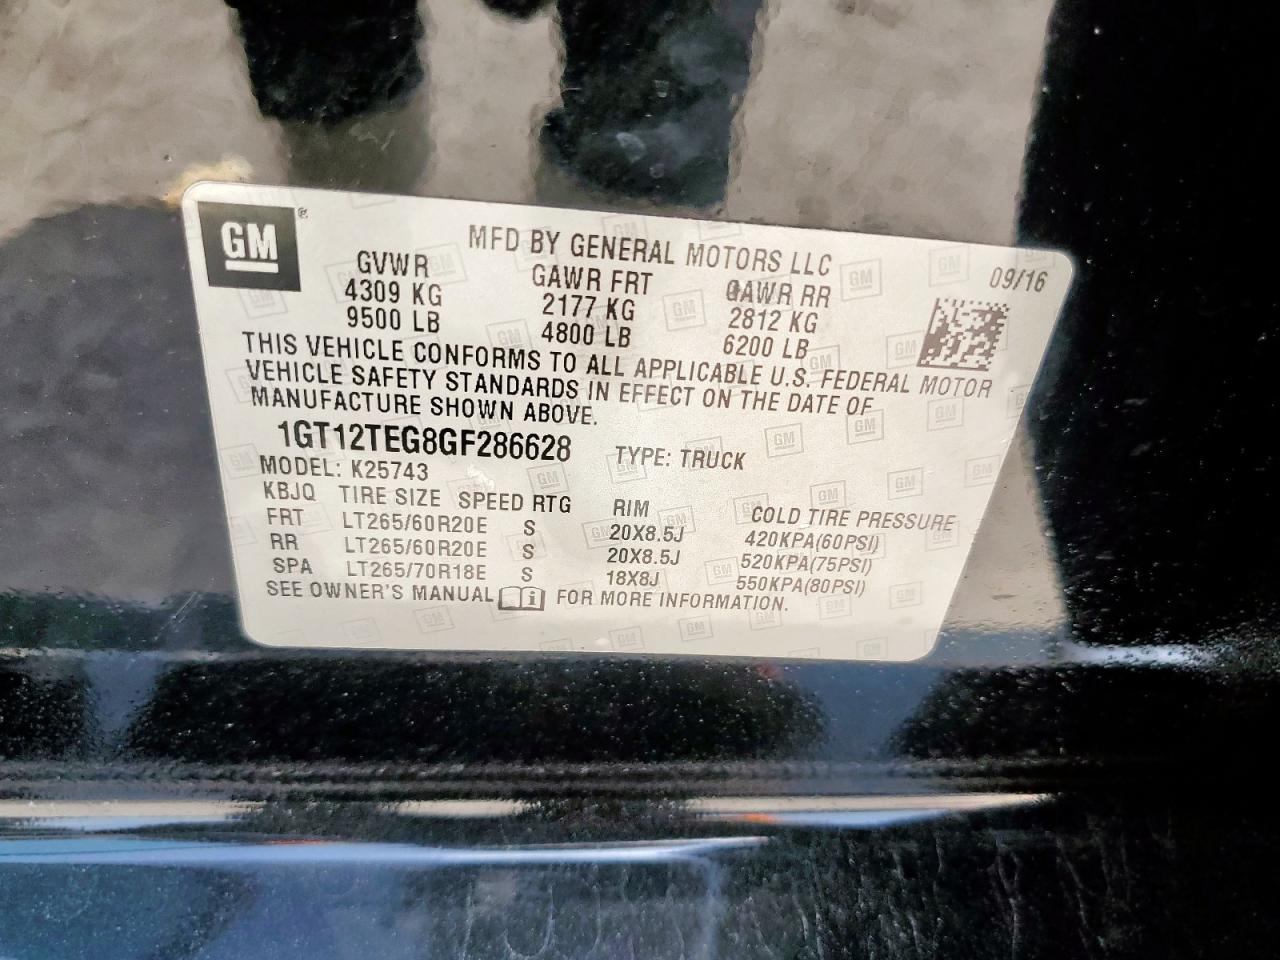 GM®
MFD BY GENERAL MOTORS LLC
09/16
GVWR GAWR FRT GAWR RR
4309 KG 2177 KG 2812 KG
9500 LB 4800 LB 6200 LB
THIS VEHICLE CONFORMS TO ALL APPLICABLE U.S. FEDERAL MOTOR
VEHICLE SAFETY STANDARDS IN EFFECT ON THE DATE OF
MANUFACTURE SHOWN ABOVE.
1GT12TEG8GF286628 TYPE: TRUCK
MODEL: K25743
KBJQ TIRE SIZE SPEED RTG RIM COLD TIRE PRESSURE
FRT LT265/60R20E S 20X8.5J 420KPA(60PSI)
RR LT265/60R20E S 20X8.5J 520KPA(75PSI)
SPA LT265/70R18E S 18X8J 550KPA(80PSI)
SEE OWNER'S MANUAL i FOR MORE INFORMATION.